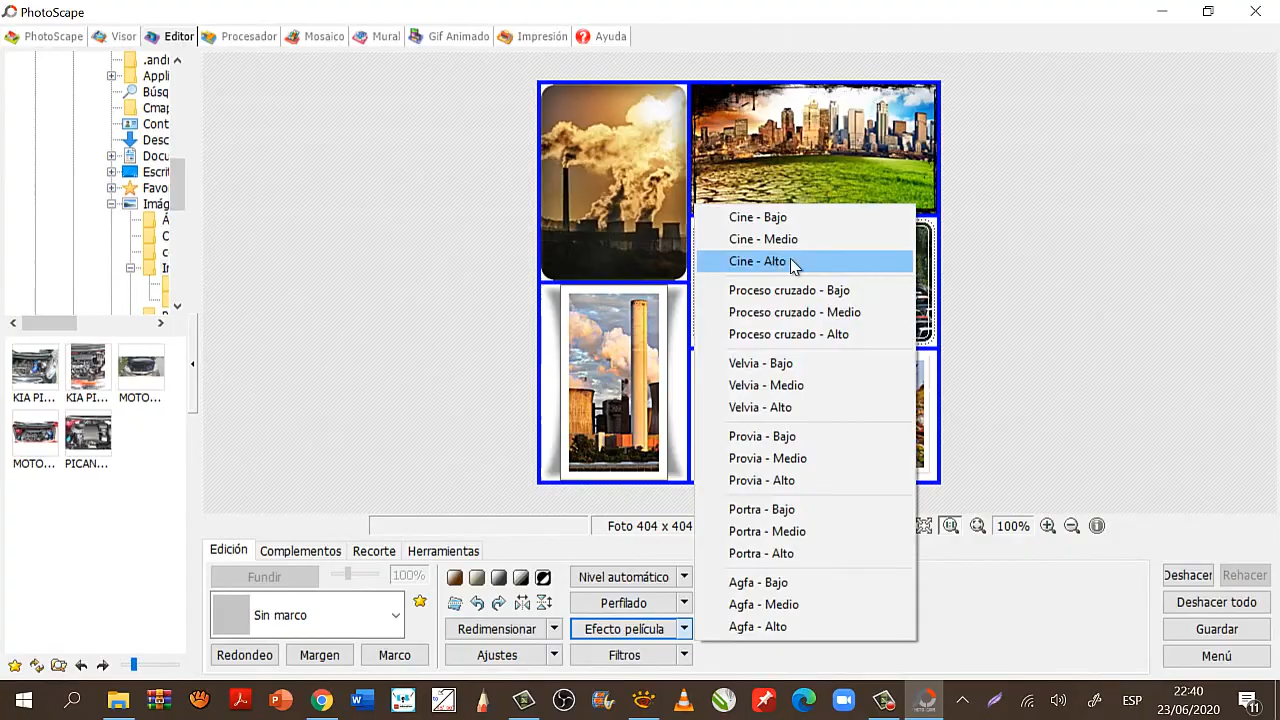 PhotoScape
PhotoScape Visor Editor Procesador Mosaico Mural Gif Animado Impresión Ayuda
.andr
Appli
Búsq
Cmap
Cont
Desc
Docu
Escrit
Favo
Imág
KIA PI... KIA PI... MOTO...
MOTO... PICAN...
Cine - Bajo
Cine - Medio
Cine - Alto
Proceso cruzado - Bajo
Proceso cruzado - Medio
Proceso cruzado - Alto
Velvia - Bajo
Velvia - Medio
Velvia - Alto
Provia - Bajo
Provia - Medio
Provia - Alto
Portra - Bajo
Portra - Medio
Portra - Alto
Agfa - Bajo
Agfa - Medio
Agfa - Alto
Foto 404 x 404
100%
Edición Complementos Recorte Herramientas
Fundir 100%
Sin marco
Redondeo Margen Marco
Redimensionar
Ajustes
Nivel automático
Perfilado
Efecto película
Filtros
Deshacer Rehacer
Deshacer todo
Guardar
Menú
ESP
22:40
23/06/2020
11